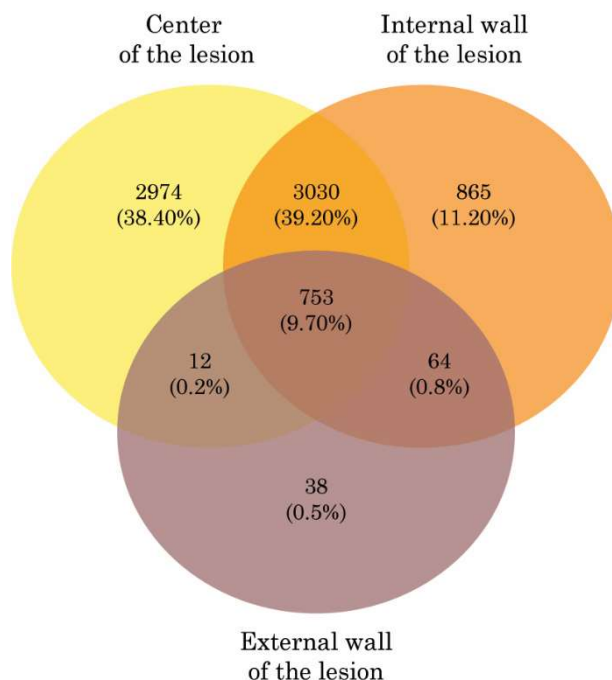 Center
of the lesion
Internal wall
of the lesion
2974
(38.40%)
3030
(39.20%)
865
(11.20%)
753
(9.70%)
12
(0.2%)
64
(0.8%)
38
(0.5%)
External wall
of the lesion